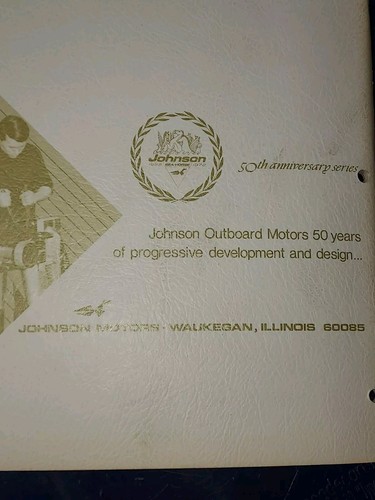 Johnson
50th anniversary series
Johnson Outboard Motors 50 years
of progressive development and design...
JOHNSON MOTORS - WAUKEGAN, ILLINOIS 60085